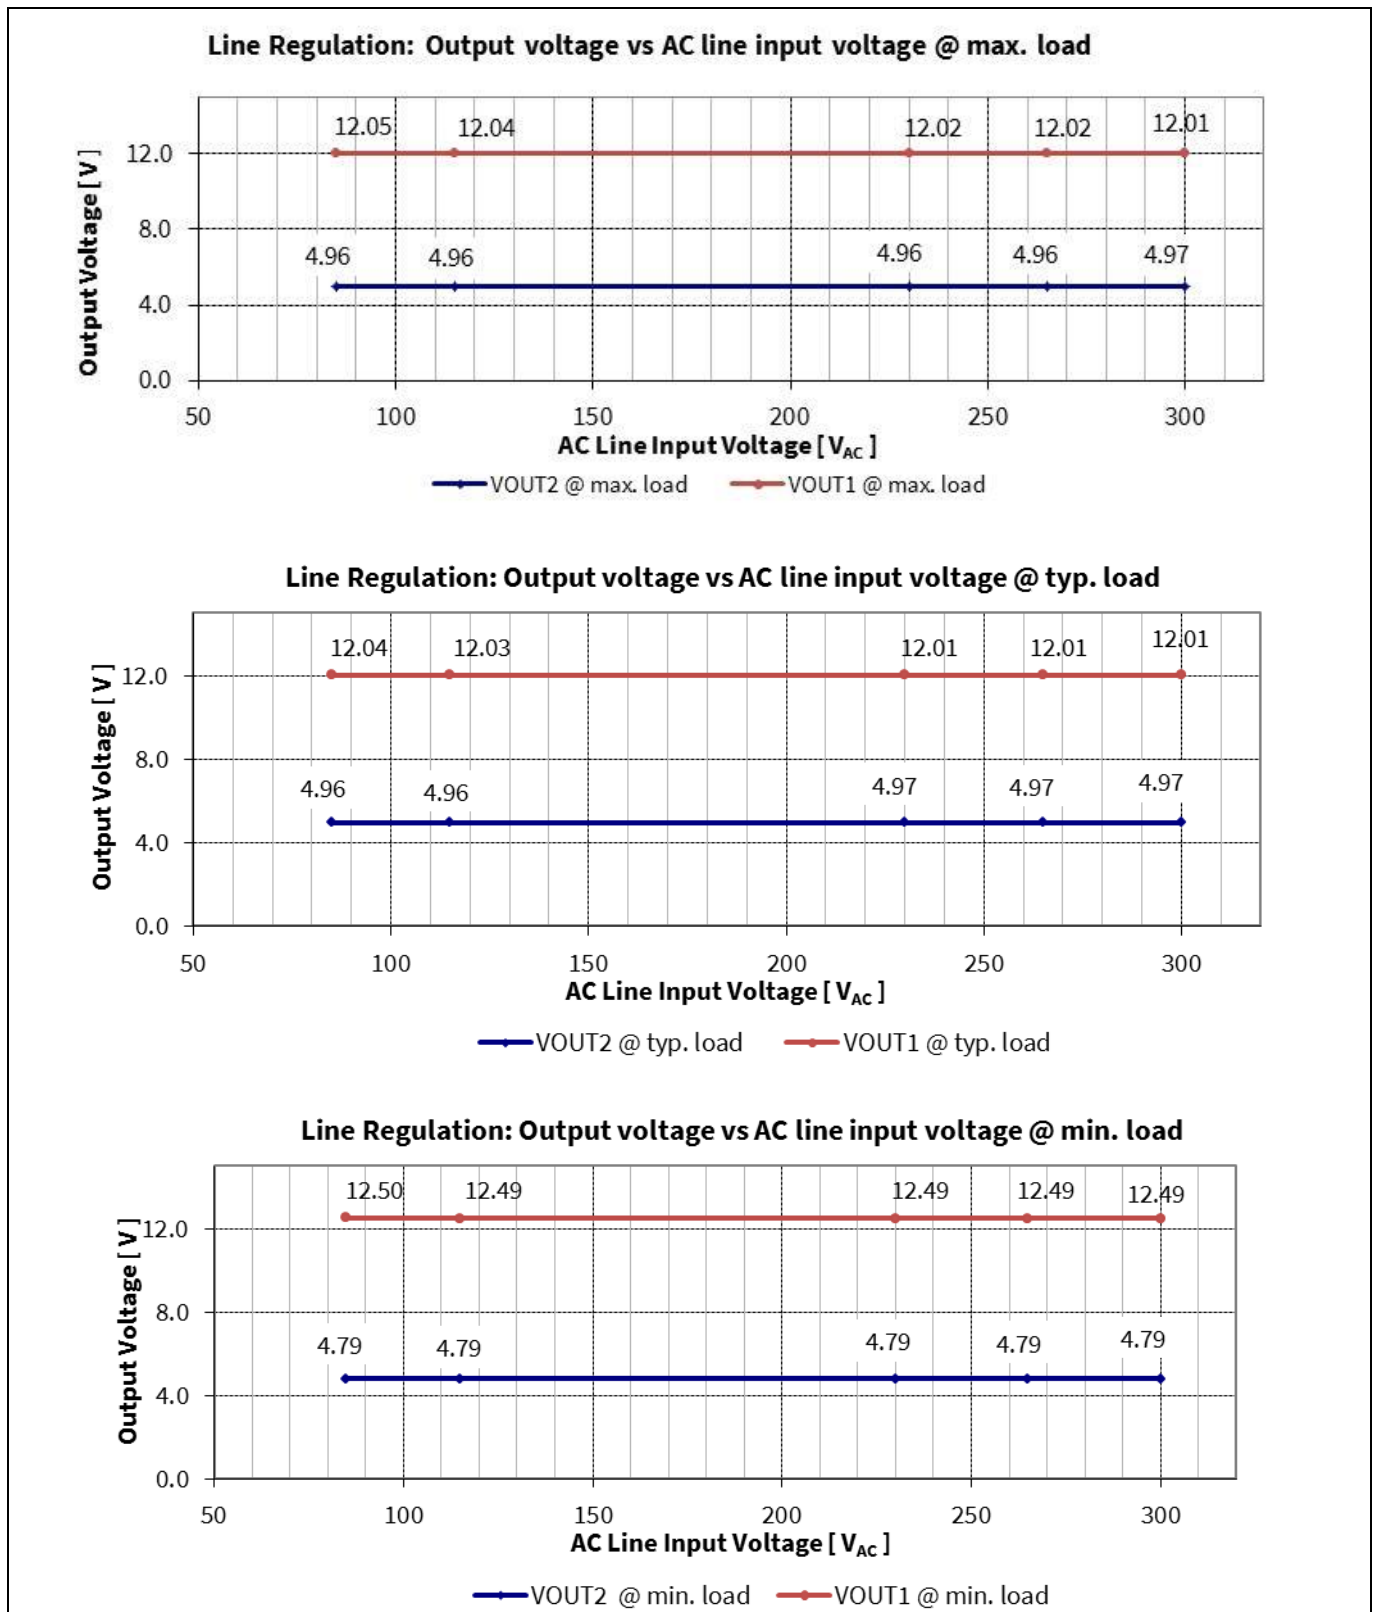 Line Regulation: Output voltage vs AC line input voltage @ max. load
Output Voltage [ V ]
12.05 12.04 12.02 12.02 12.01
12.0
8.0
4.96 4.96 4.96 4.96 4.97
4.0
0.0
50 100 150 200 250 300
AC Line Input Voltage [ VAC ]
VOUT2 @ max. load VOUT1 @ max. load
Line Regulation: Output voltage vs AC line input voltage @ typ. load
Output Voltage [ V ]
12.04 12.03 12.01 12.01 12.01
12.0
8.0
4.96 4.96 4.97 4.97 4.97
4.0
0.0
50 100 150 200 250 300
AC Line Input Voltage [ VAC ]
VOUT2 @ typ. load VOUT1 @ typ. load
Line Regulation: Output voltage vs AC line input voltage @ min. load
Output Voltage [ V ]
12.50 12.49 12.49 12.49 12.49
12.0
8.0
4.79 4.79 4.79 4.79 4.79
4.0
0.0
50 100 150 200 250 300
AC Line Input Voltage [ VAC ]
VOUT2 @ min. load VOUT1 @ min. load